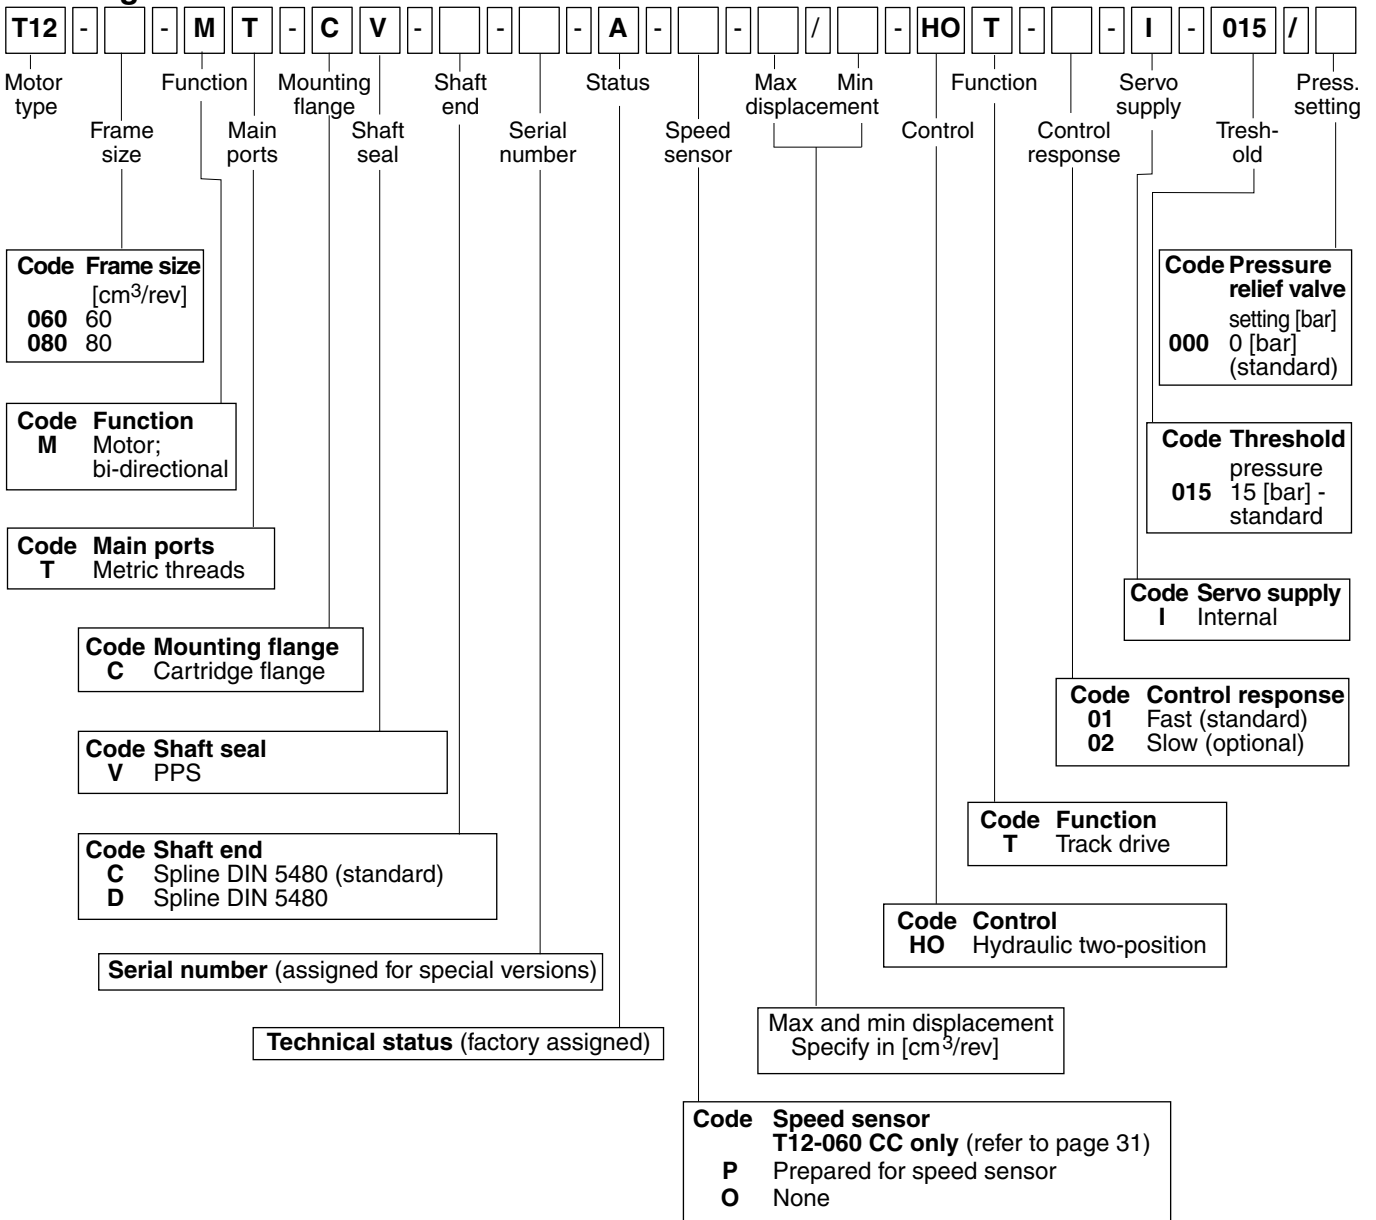 T12 - - M T - C V - - - A - - / - HO T - - I - 015 /
Motor type
Frame size
Function
Main ports
Mounting flange
Shaft seal
Shaft end
Serial number
Status
Speed sensor
Max Min
displacement
Control
Function
Control response
Servo supply
Tresh-
old
Press. setting
Code Frame size
[cm3/rev]
060 60
080 80
Code Function
M Motor;
bi-directional
Code Main ports
T Metric threads
Code Mounting flange
C Cartridge flange
Code Shaft seal
V PPS
Code Shaft end
C Spline DIN 5480 (standard)
D Spline DIN 5480
Serial number (assigned for special versions)
Technical status (factory assigned)
Code Speed sensor
T12-060 CC only (refer to page 31)
P Prepared for speed sensor
O None
Max and min displacement
Specify in [cm3/rev]
Code Control
HO Hydraulic two-position
Code Function
T Track drive
Code Control response
01 Fast (standard)
02 Slow (optional)
Code Servo supply
I Internal
Code Threshold
pressure
015 15 [bar] -
standard
Code Pressure
relief valve
setting [bar]
000 0 [bar]
(standard)